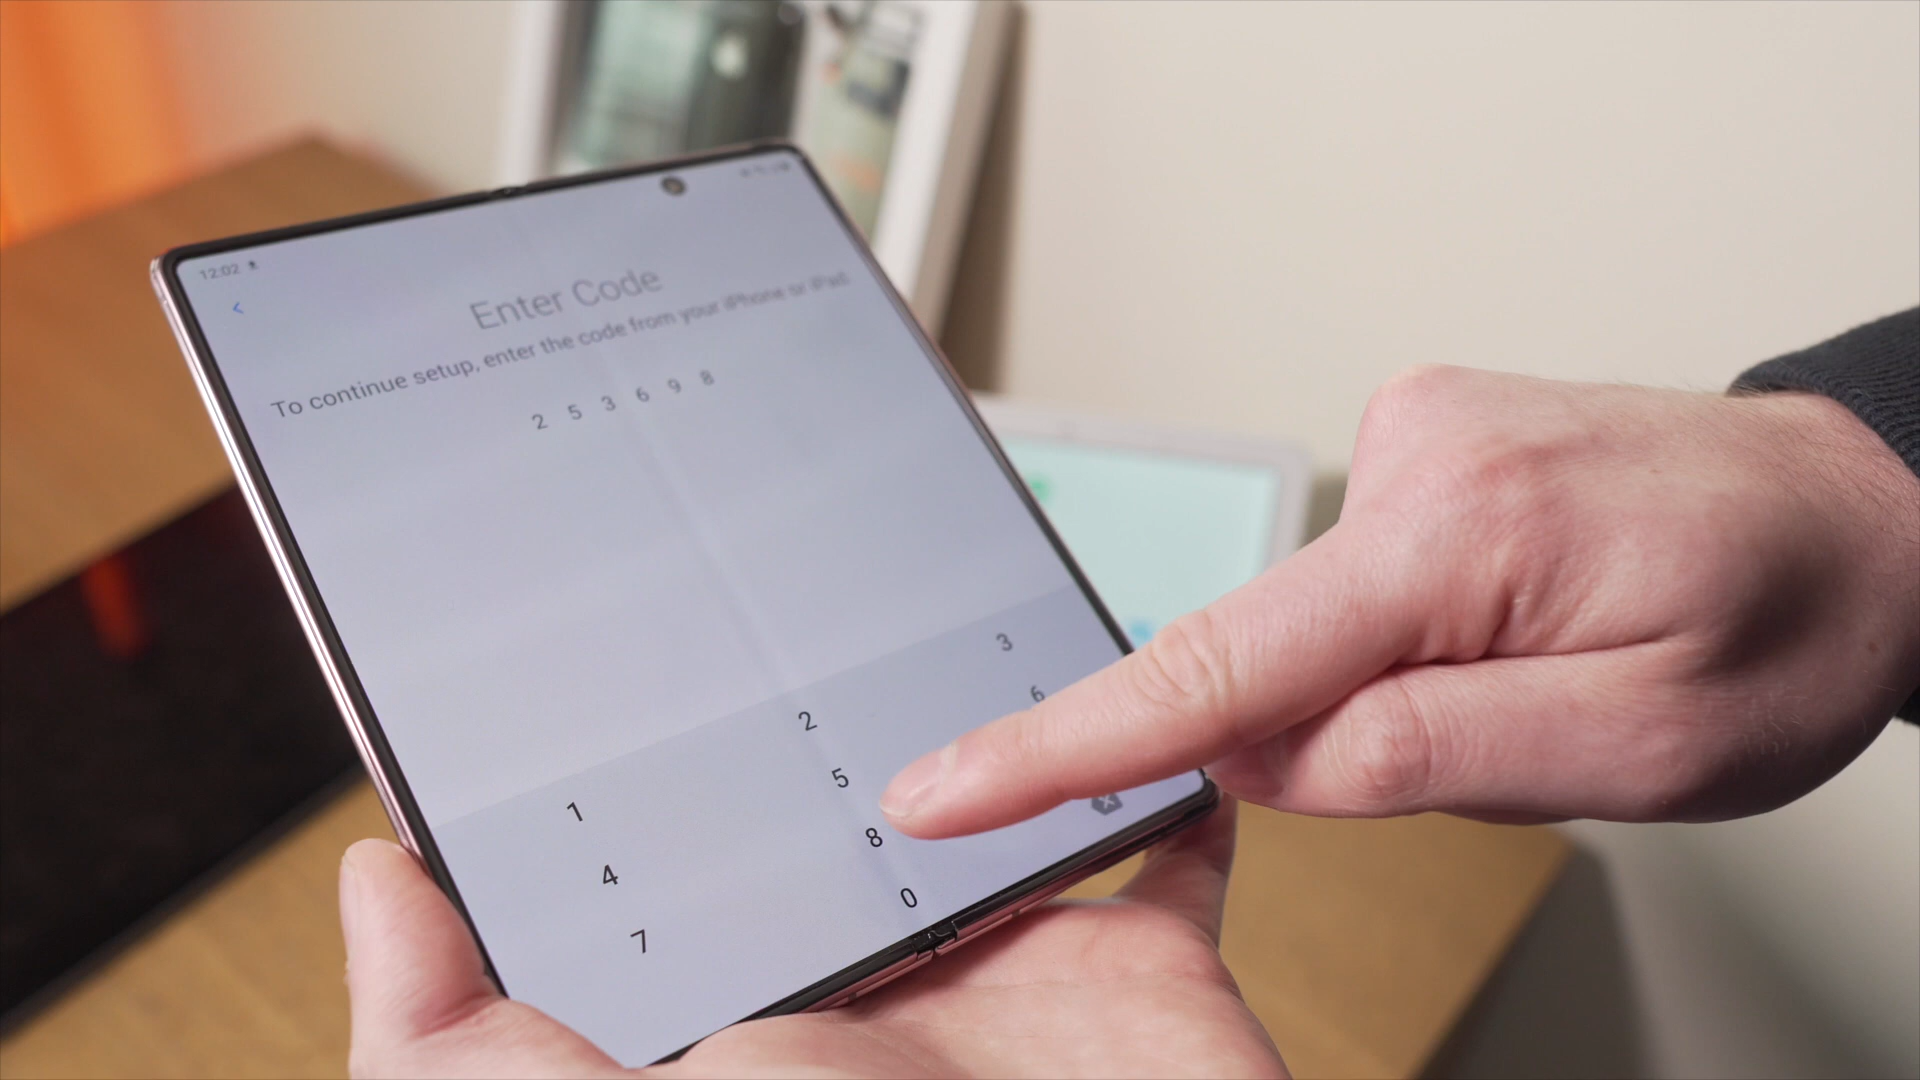 12:02
<
Enter Code
To continue setup, enter the code from your iPhone or iPad.
2 5 3 6 9 8
1 2 3
4 5 6
7 8
0